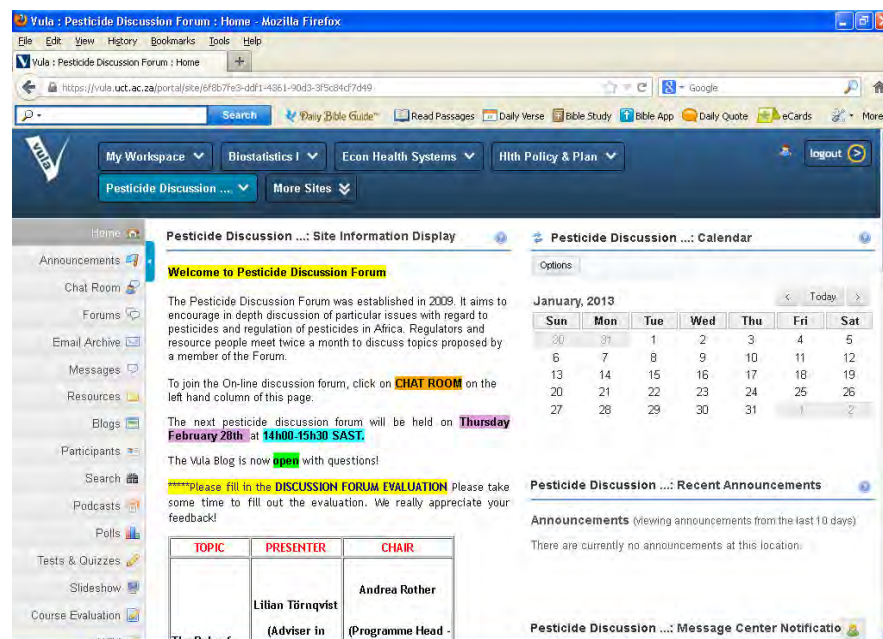 Vula : Pesticide Discussion Forum : Home - Mozilla Firefox
File Edit View History Bookmarks Tools Help
Vula : Pesticide Discussion Forum : Home +
https://vula.uct.ac.za/portal/site/6f8b7fe3-ddf1-4361-90d3-3f5c84cf7d49
Google
Search Daily Bible Guide™ Read Passages Daily Verse Bible Study Bible App Daily Quote eCards More
vula
My Workspace Biostatistics I Econ Health Systems Hlth Policy & Plan logout
Pesticide Discussion ... More Sites
Home
Announcements
Chat Room
Forums
Email Archive
Messages
Resources
Blogs
Participants
Search
Podcasts
Polls
Tests & Quizzes
Slideshow
Course Evaluation
Pesticide Discussion ...: Site Information Display
Welcome to Pesticide Discussion Forum
The Pesticide Discussion Forum was established in 2009. It aims to
encourage in depth discussion of particular issues with regard to
pesticides and regulation of pesticides in Africa. Regulators and
resource people meet twice a month to discuss topics proposed by
a member of the Forum.
To join the On-line discussion forum, click on CHAT ROOM on the
left hand column of this page.
The next pesticide discussion forum will be held on Thursday
February 28th at 14h00-15h30 SAST.
The Vula Blog is now open with questions!
*****Please fill in the DISCUSSION FORUM EVALUATION Please take
some time to fill out the evaluation. We really appreciate your
feedback!
TOPIC PRESENTER CHAIR
Andrea Rother
Lilian Törnqvist
(Adviser in (Programme Head -
Pesticide Discussion ...: Calendar
Options
January, 2013 < Today >
Sun Mon Tue Wed Thu Fri Sat
30 31 1 2 3 4 5
6 7 8 9 10 11 12
13 14 15 16 17 18 19
20 21 22 23 24 25 26
27 28 29 30 31 1 2
Pesticide Discussion ...: Recent Announcements
Announcements (viewing announcements from the last 10 days)
There are currently no announcements at this location.
Pesticide Discussion ...: Message Center Notificatio